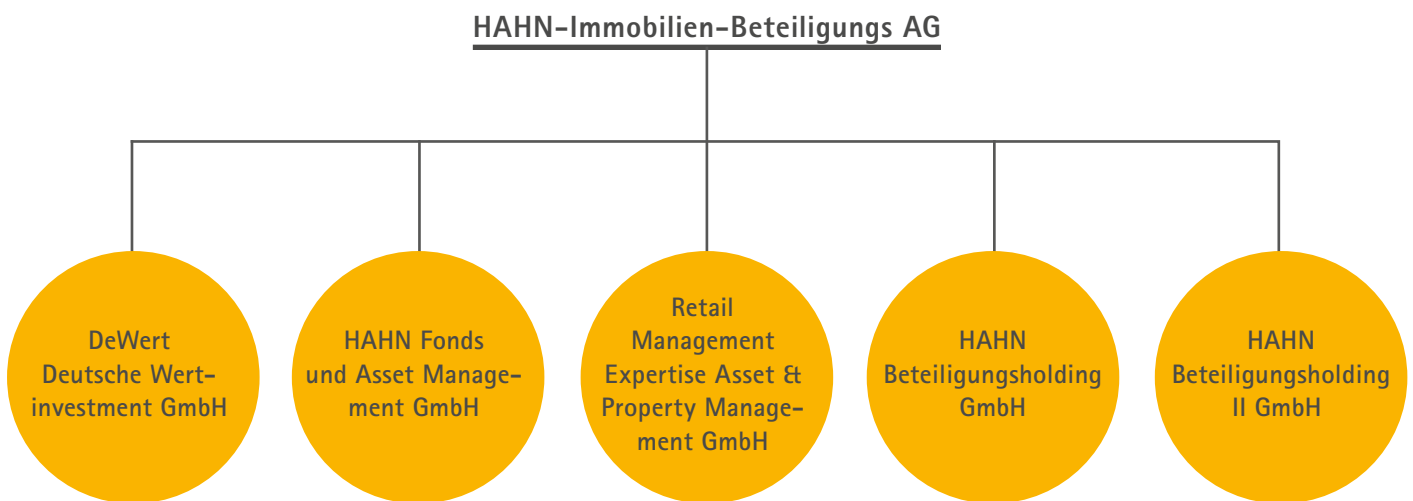 HAHN-Immobilien-Beteiligungs AG
DeWert
Deutsche Wert-
investment GmbH
HAHN Fonds
und Asset Manage-
ment GmbH
Retail
Management
Expertise Asset &
Property Manage-
ment GmbH
HAHN
Beteiligungsholding
GmbH
HAHN
Beteiligungsholding
II GmbH